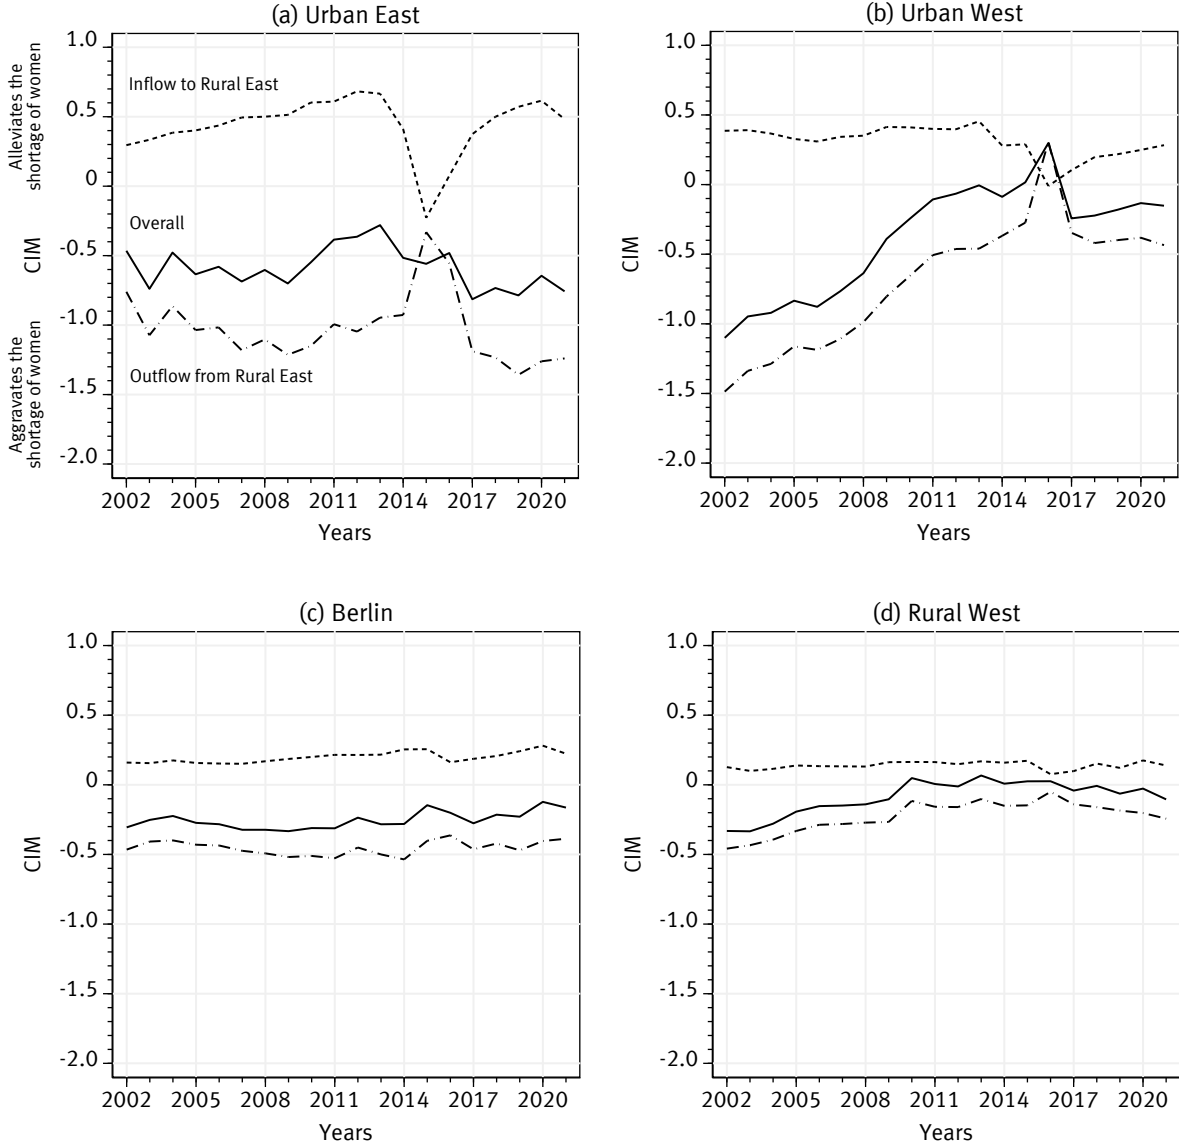 (a) Urban East
Alleviates the
shortage of women
CIM
Aggravates the
shortage of women
1.0
0.5
0
-0.5
-1.0
-1.5
-2.0
Inflow to Rural East
Overall
Outflow from Rural East
2002 2005 2008 2011 2014 2017 2020
Years
(b) Urban West
CIM
1.0
0.5
0
-0.5
-1.0
-1.5
-2.0
2002 2005 2008 2011 2014 2017 2020
Years
(c) Berlin
CIM
1.0
0.5
0
-0.5
-1.0
-1.5
-2.0
2002 2005 2008 2011 2014 2017 2020
Years
(d) Rural West
CIM
1.0
0.5
0
-0.5
-1.0
-1.5
-2.0
2002 2005 2008 2011 2014 2017 2020
Years